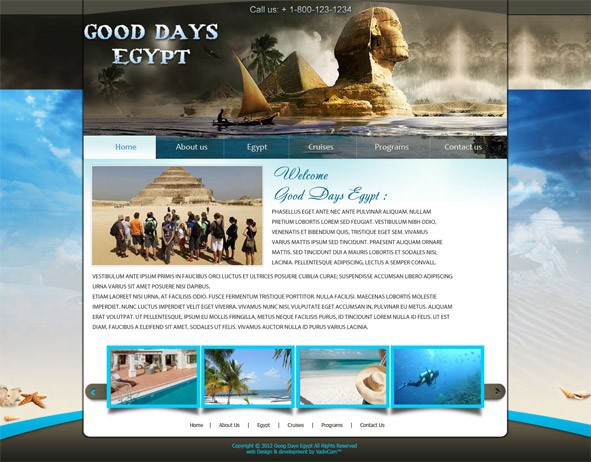 Call us: + 1-800-123-1234
GOOD DAYS
EGYPT
Home About us Egypt Cruises Programs Contact us
Welcome
Good Days Egypt :
PHASELLUS EGET ANTE NEC ANTE PULVINAR ALIQUAM. NULLAM
PRETIUM LOBORTIS LOREM SED FEUGIAT. VESTIBULUM NIBH ODIO,
VENENATIS ET BIBENDUM QUIS, TRISTIQUE EGET SEM. VIVAMUS
VARIUS MATTIS IPSUM SED TINCIDUNT. PRAESENT ALIQUAM ORNARE
MATTIS, SED TINCIDUNT DUI A MAURIS LOBORTIS ET SODALES NISL
LACINIA. PELLENTESQUE ADIPISCING, LECTUS A SEMPER CONVALL.
VESTIBULUM ANTE IPSUM PRIMIS IN FAUCIBUS ORCI LUCTUS ET ULTRICES POSUERE CUBILIA CURAE; SUSPENDISSE ACCUMSAN LIBERO ADIPISCING
URNA VARIUS SIT AMET POSUERE NISI DAPIBUS.
ETIAM LAOREET NISI URNA, AT FACILISIS ODIO. FUSCE FERMENTUM TRISTIQUE PORTTITOR. NULLA FACILISI. MAECENAS LOBORTIS MOLESTIE
IMPERDIET. NUNC LUCTUS IMPERDIET VELIT EGET VIVERRA. VIVAMUS NUNC NISL VULPUTATE EGET ACCUMSAN IN, PULVINAR EU METUS. ALIQUAM
ERAT VOLUTPAT. UT PELLENTESQUE, IPSUM EU MOLLIS FRINGILLA, METUS NEQUE FACILISIS PURUS, ID TINCIDUNT LOREM NULLA ID ELIT. UT EST
DIAM, FAUCIBUS A ELEIFEND SIT AMET, SODALES UT FELIS. VIVAMUS AUCTOR NULLA ID PURUS VARIUS LACINIA.
Home | About Us | Egypt | Cruises | Programs | Contact Us
Copyright © 2012 Goog Days Egypt All Rights Reserved
web Design & development by VadeCom™